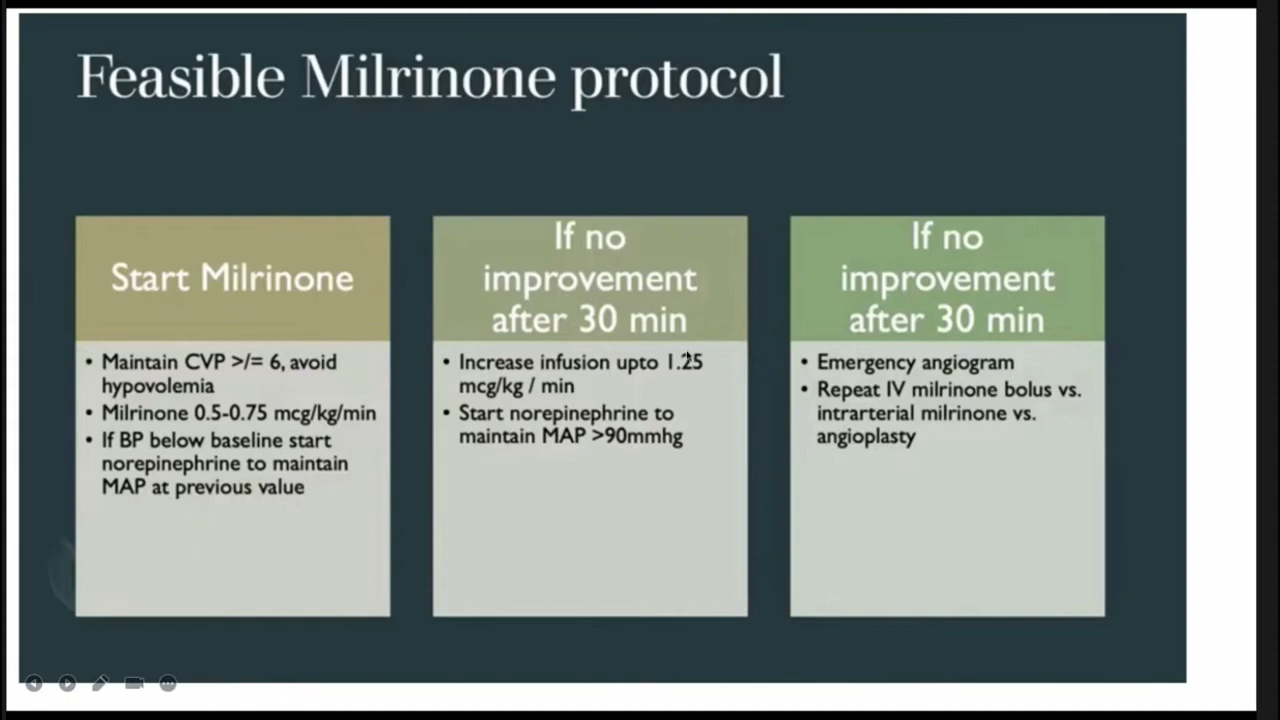 Feasible Milrinone protocol
Start Milrinone
• Maintain CVP >/= 6, avoid
hypovolemia
• Milrinone 0.5-0.75 mcg/kg/min
• If BP below baseline start
norepinephrine to maintain
MAP at previous value
If no
improvement
after 30 min
• Increase infusion upto 1.25
mcg/kg / min
• Start norepinephrine to
maintain MAP >90mmhg
If no
improvement
after 30 min
• Emergency angiogram
• Repeat IV milrinone bolus vs.
intrarterial milrinone vs.
angioplasty